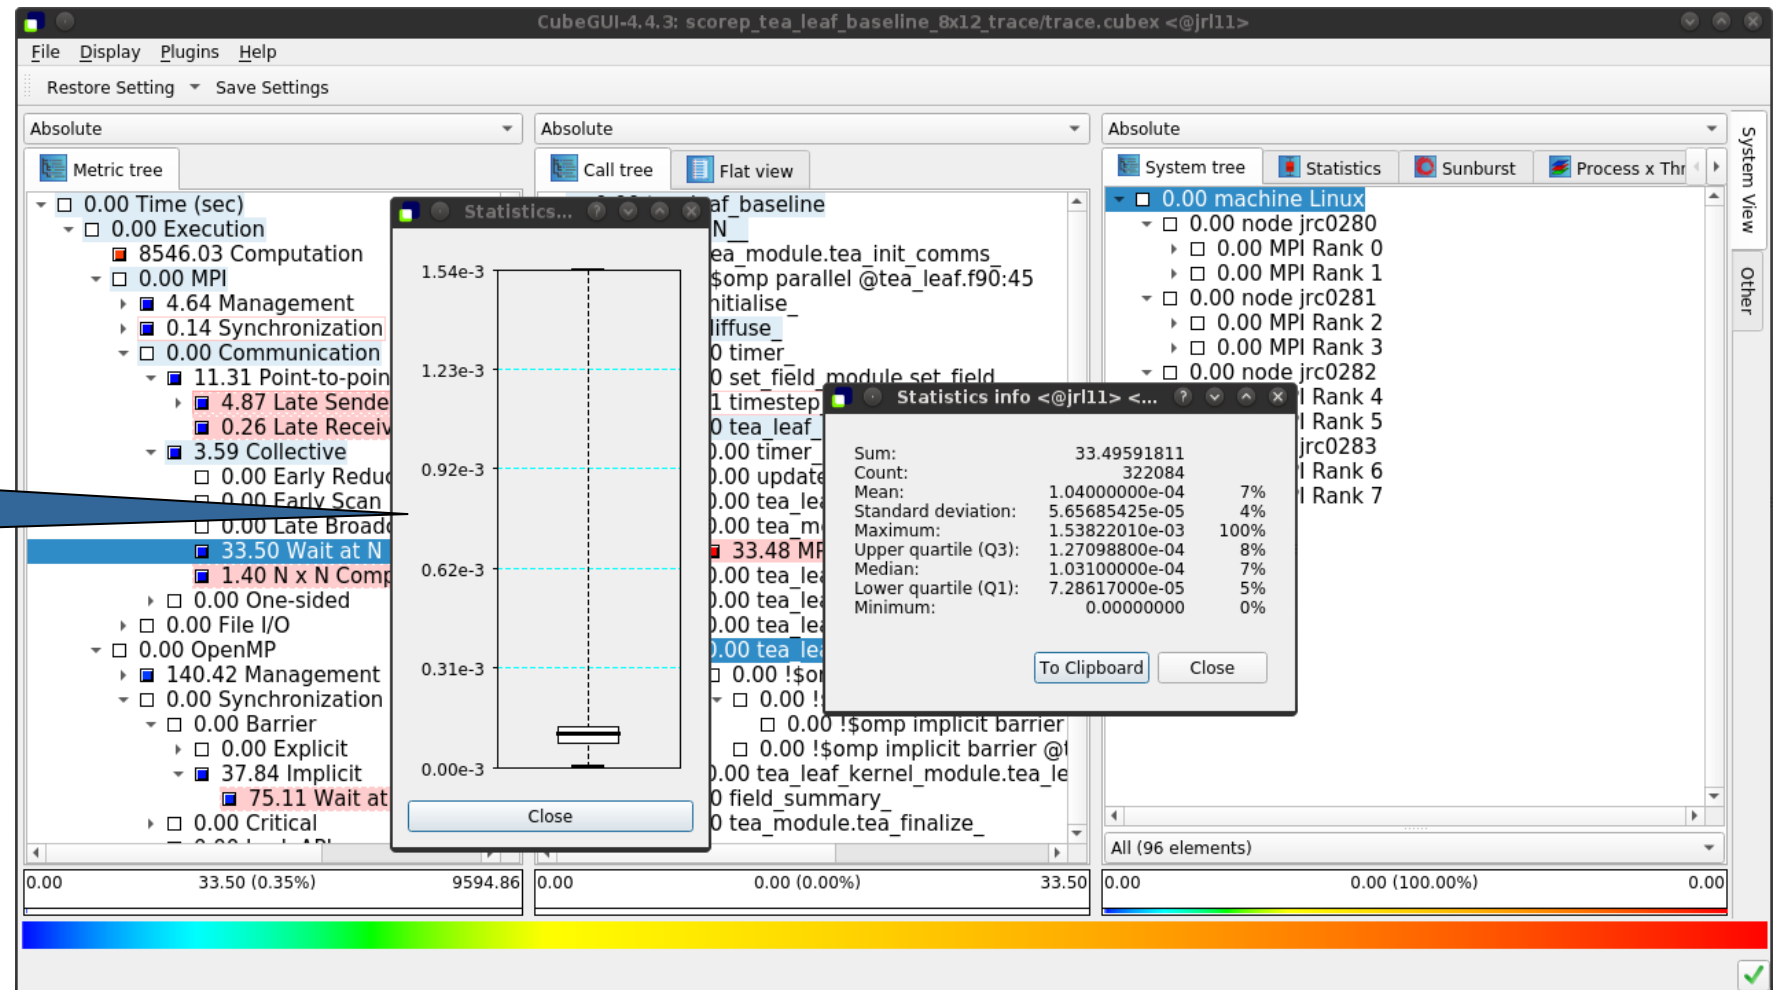 CubeGUI-4.4.3: scorep_tea_leaf_baseline_8x12_trace/trace.cubex <@jrl11>
File Display Plugins Help
Restore Setting Save Settings
Absolute
Metric tree
0.00 Time (sec)
0.00 Execution
8546.03 Computation
0.00 MPI
4.64 Management
0.14 Synchronization
0.00 Communication
11.31 Point-to-poin
4.87 Late Sende
0.26 Late Receiv
3.59 Collective
0.00 Early Reduc
0.00 Early Scan
0.00 Late Broadc
33.50 Wait at N
1.40 N x N Comp
0.00 One-sided
0.00 File I/O
0.00 OpenMP
140.42 Management
0.00 Synchronization
0.00 Barrier
0.00 Explicit
37.84 Implicit
75.11 Wait at
0.00 Critical
0.00 33.50 (0.35%) 9594.86
Statistics...
1.54e-3
1.23e-3
0.92e-3
0.62e-3
0.31e-3
0.00e-3
Close
Absolute
Call tree Flat view
af_baseline
N__
ea_module.tea_init_comms_
$omp parallel @tea_leaf.f90:45
nitialise_
liffuse_
0 timer_
0 set_field_module.set_field
1 timestep_
0 tea_leaf_
0.00 timer_
0.00 update
0.00 tea_lea
0.00 tea_m
33.48 MP
0.00 tea_lea
0.00 tea_lea
0.00 tea_lea
0.00 tea_lea
0.00 !$or
0.00 !$
0.00 !$omp implicit barrier
0.00 !$omp implicit barrier @t
0.00 tea_leaf_kernel_module.tea_le
0 field_summary_
0 tea_module.tea_finalize_
0.00 0.00 (0.00%) 33.50
Statistics info <@jrl11> <...
Sum: 33.49591811
Count: 322084
Mean: 1.04000000e-04 7%
Standard deviation: 5.65685425e-05 4%
Maximum: 1.53822010e-03 100%
Upper quartile (Q3): 1.27098800e-04 8%
Median: 1.03100000e-04 7%
Lower quartile (Q1): 7.28617000e-05 5%
Minimum: 0.00000000 0%
To Clipboard Close
Absolute
System tree Statistics Sunburst Process x Thr
0.00 machine Linux
0.00 node jrc0280
0.00 MPI Rank 0
0.00 MPI Rank 1
0.00 node jrc0281
0.00 MPI Rank 2
0.00 MPI Rank 3
0.00 node jrc0282
I Rank 4
I Rank 5
jrc0283
I Rank 6
I Rank 7
All (96 elements)
0.00 0.00 (100.00%) 0.00
System View
Other